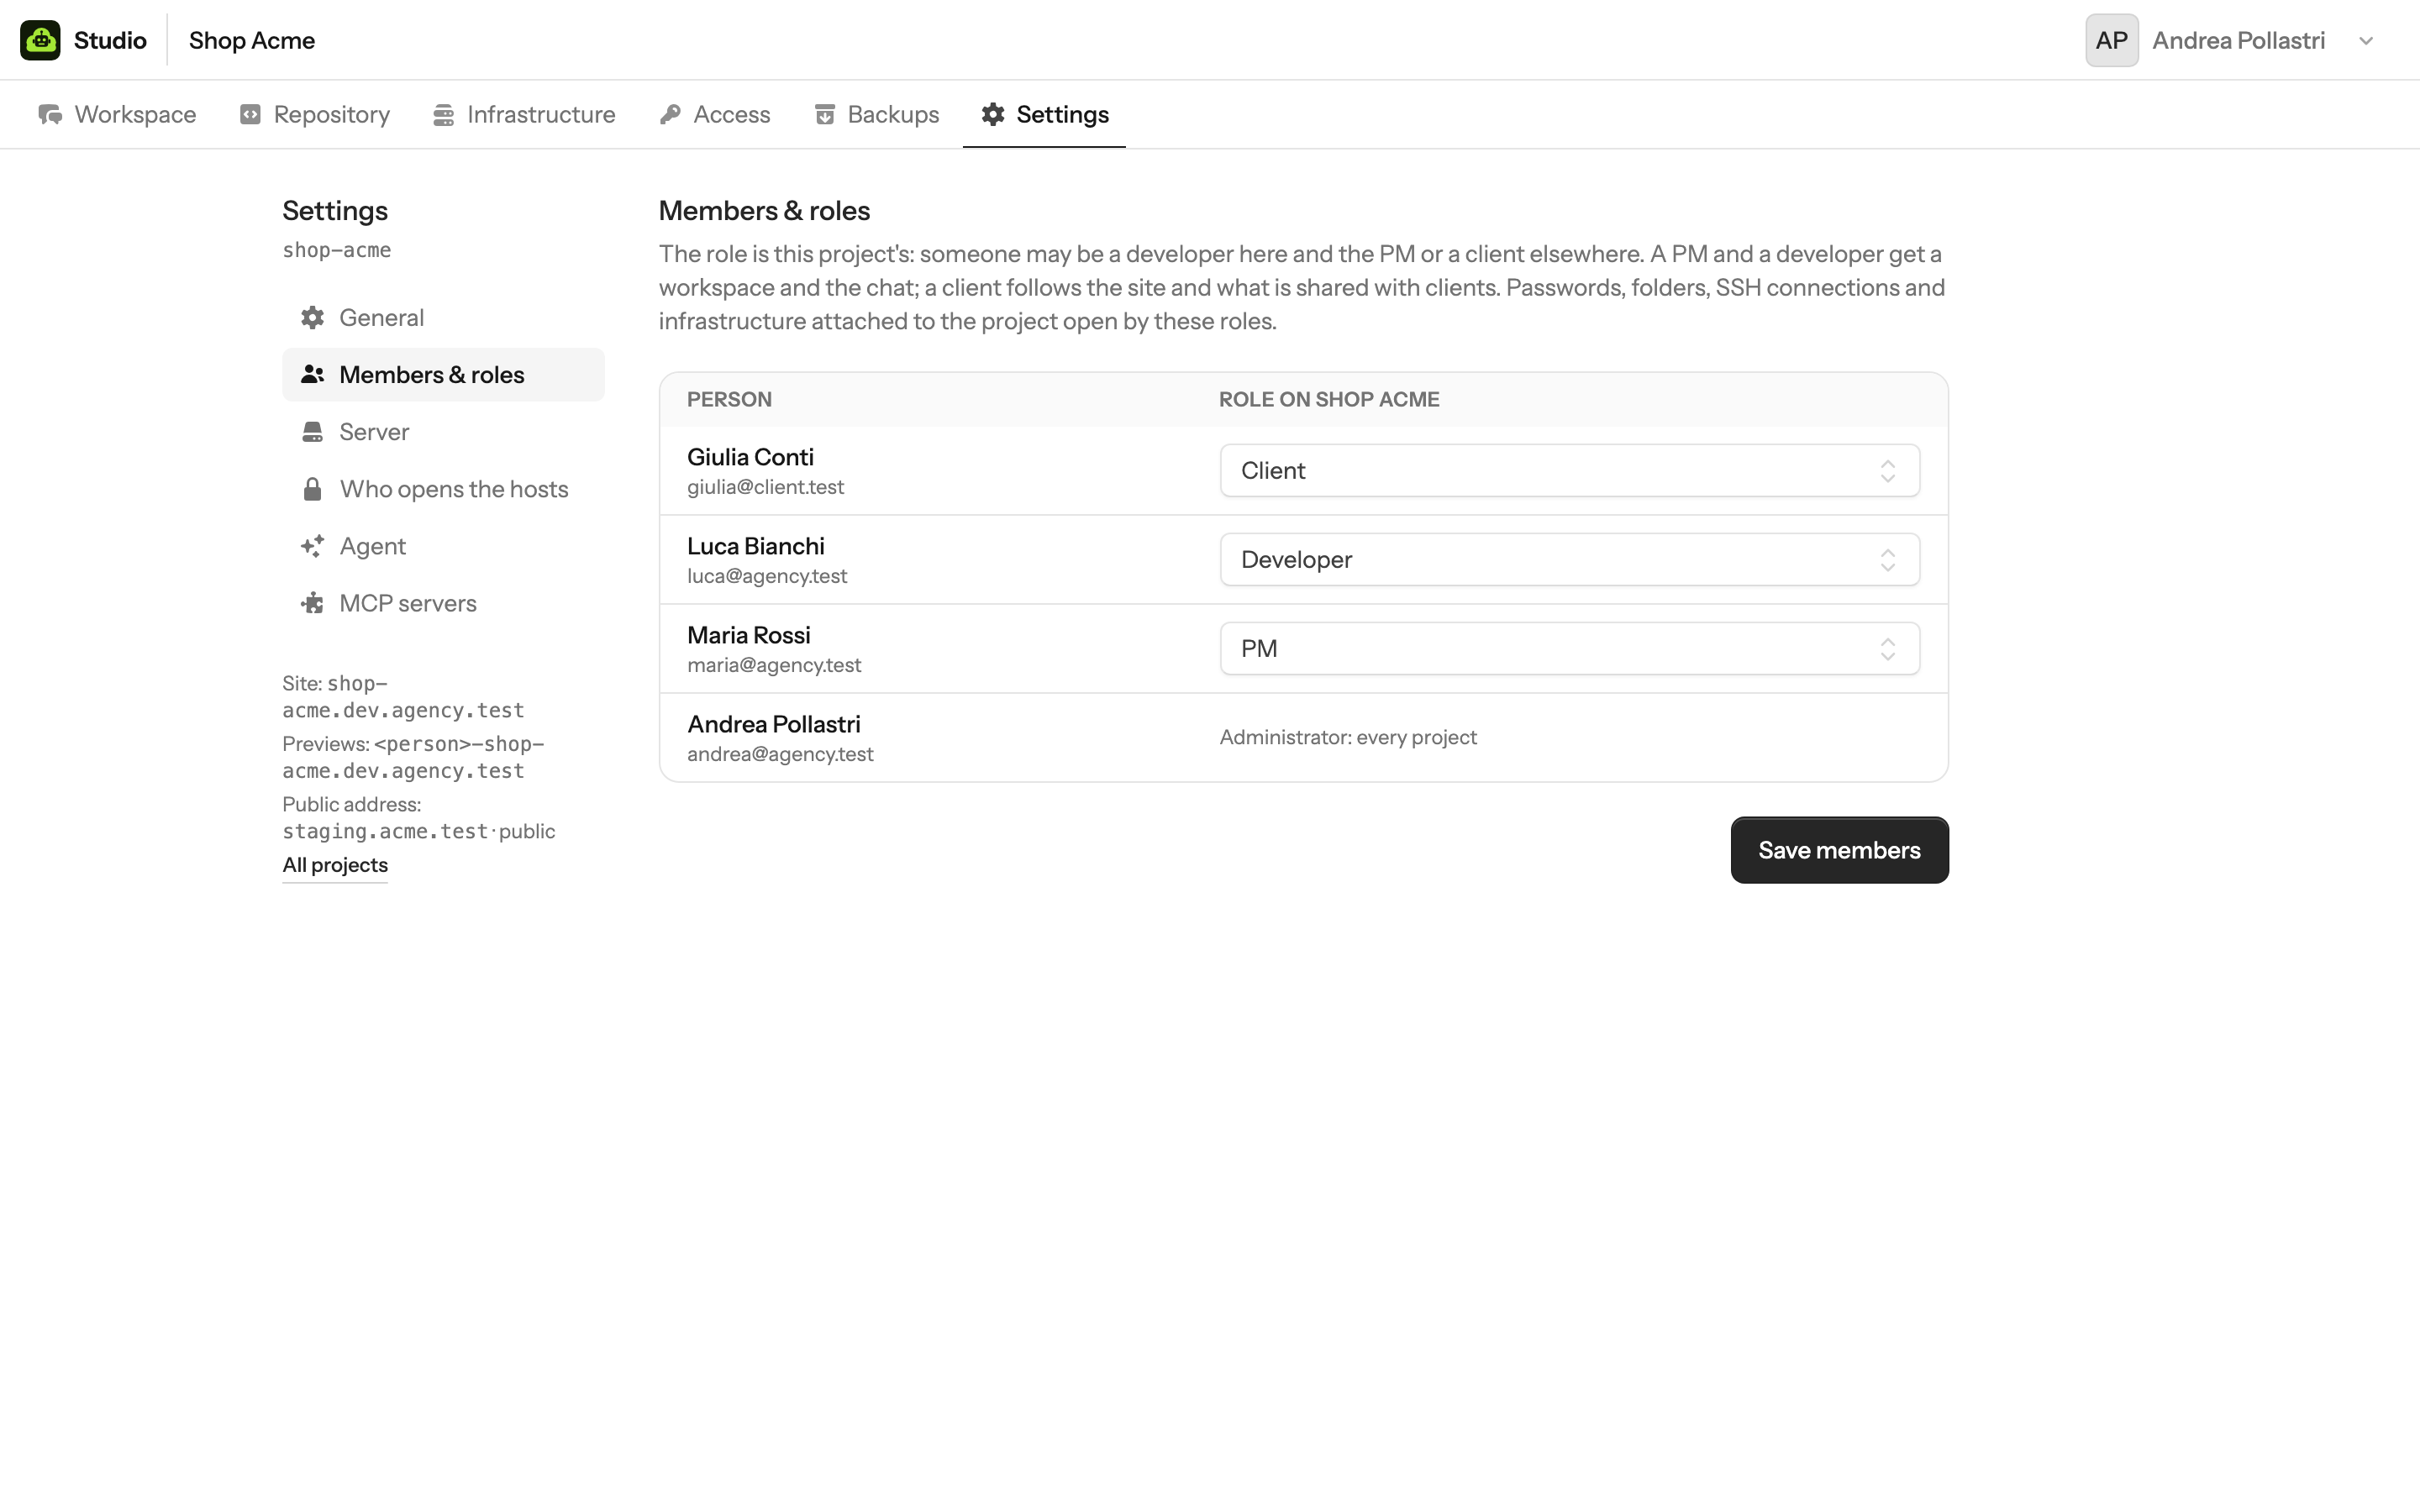 Studio
Shop Acme
AP
Andrea Pollastri
Workspace
Repository
Infrastructure
Access
Backups
Settings
Settings
shop-acme
General
Members & roles
Server
Who opens the hosts
Agent
MCP servers
Site: shop-
acme.dev.agency.test
Previews: <person>-shop-
acme.dev.agency.test
Public address:
staging.acme.test · public
All projects
Members & roles
The role is this project's: someone may be a developer here and the PM or a client elsewhere. A PM and a developer get a
workspace and the chat; a client follows the site and what is shared with clients. Passwords, folders, SSH connections and
infrastructure attached to the project open by these roles.
PERSON
ROLE ON SHOP ACME
Giulia Conti
giulia@client.test
Client
Luca Bianchi
luca@agency.test
Developer
Maria Rossi
maria@agency.test
PM
Andrea Pollastri
andrea@agency.test
Administrator: every project
Save members